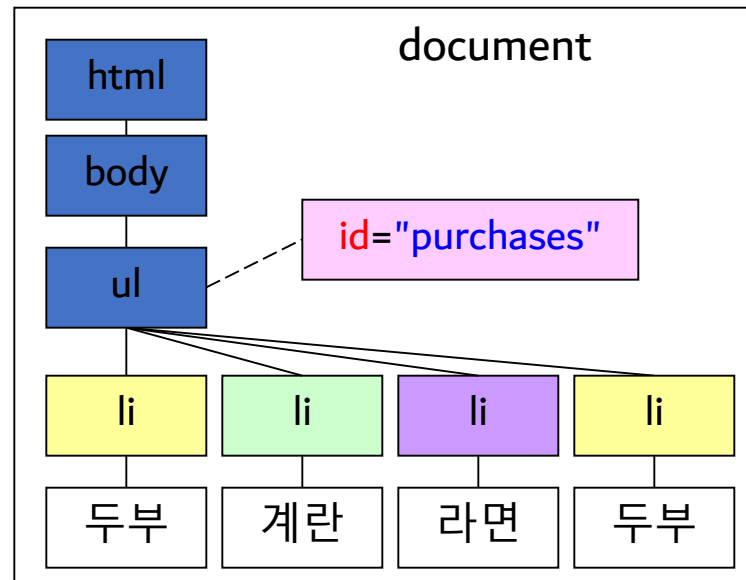 document
html
body
id="purchases"
ul
li
li
li
li
두부
계란
라면
두부